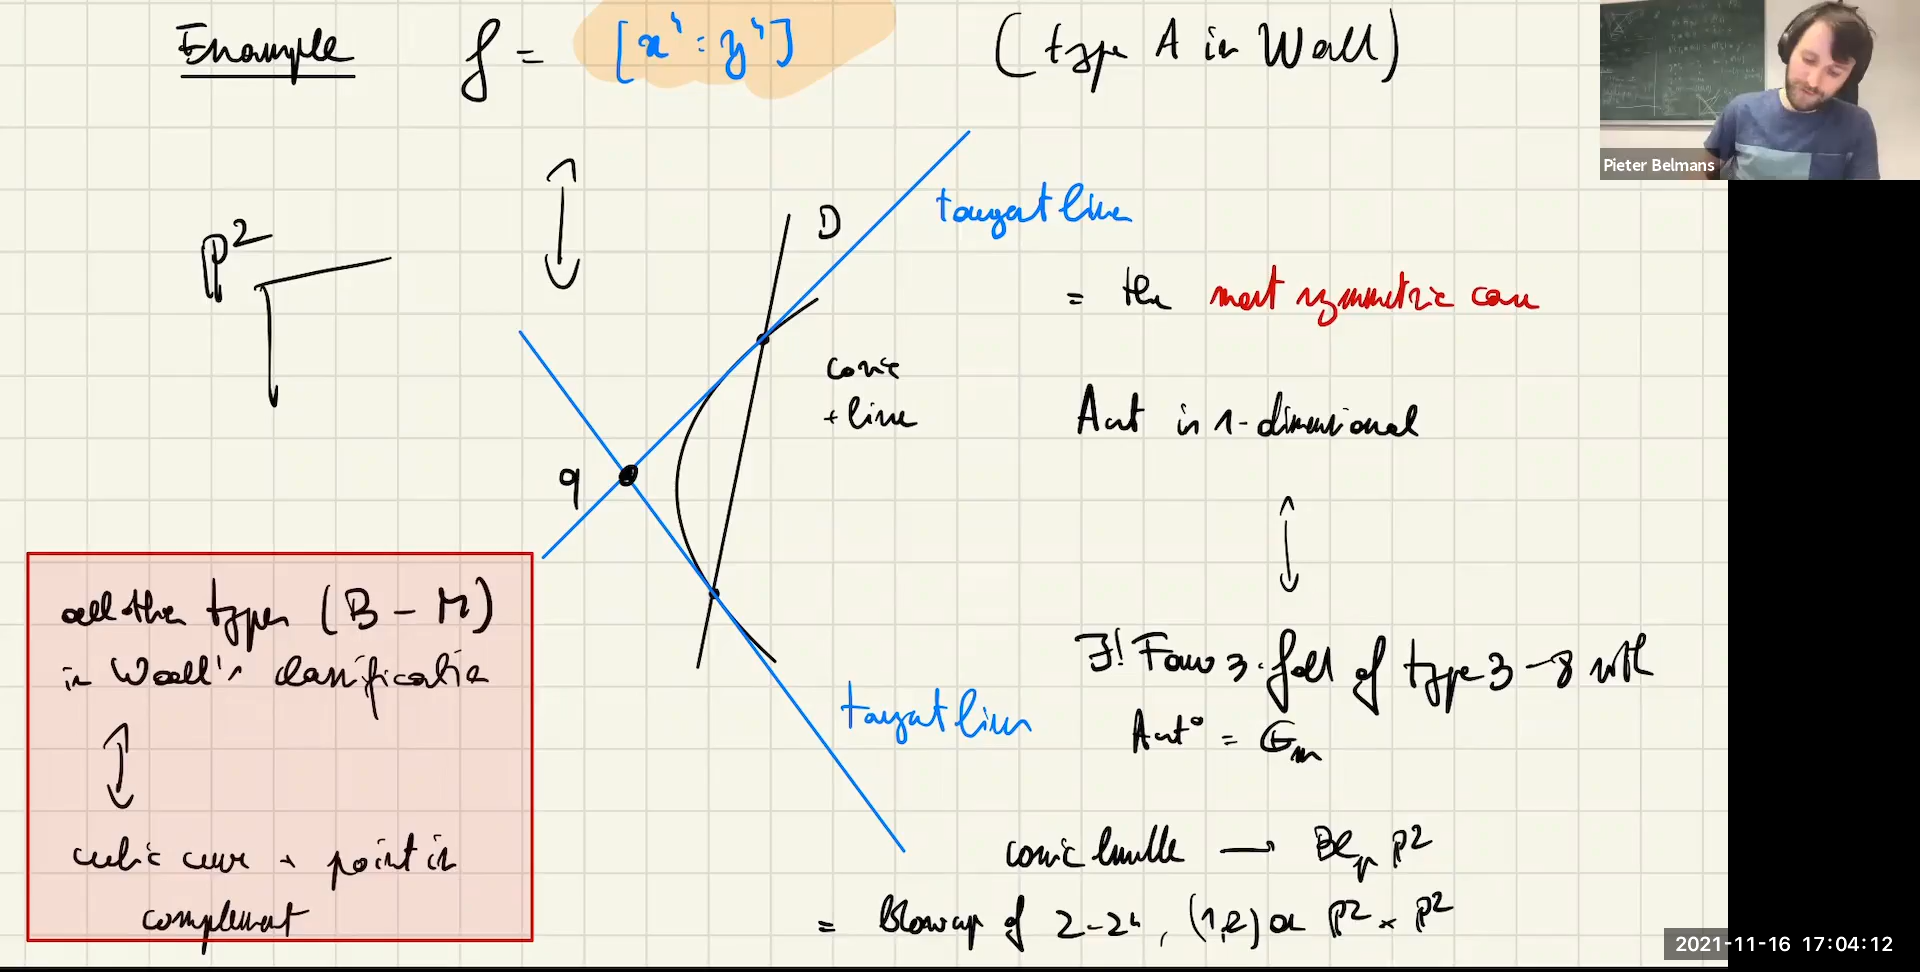 Example f = [x⁴ : y⁴] (type A in Wall)
Pieter Belmans
D
tangent line
P²
= the most symmetric case
conic
+ line
Aut is 1-dimensional
q
all the types (B – M)
in Wall's classification
∃! Fano 3-fold of type 3-8 with
tangent line
Aut° = Gm
cubic curve + point in
complement
conic bundle → Bl_p P²
= Blowup of 2-24, (1,2) on P² × P²
2021-11-16 17:04:12